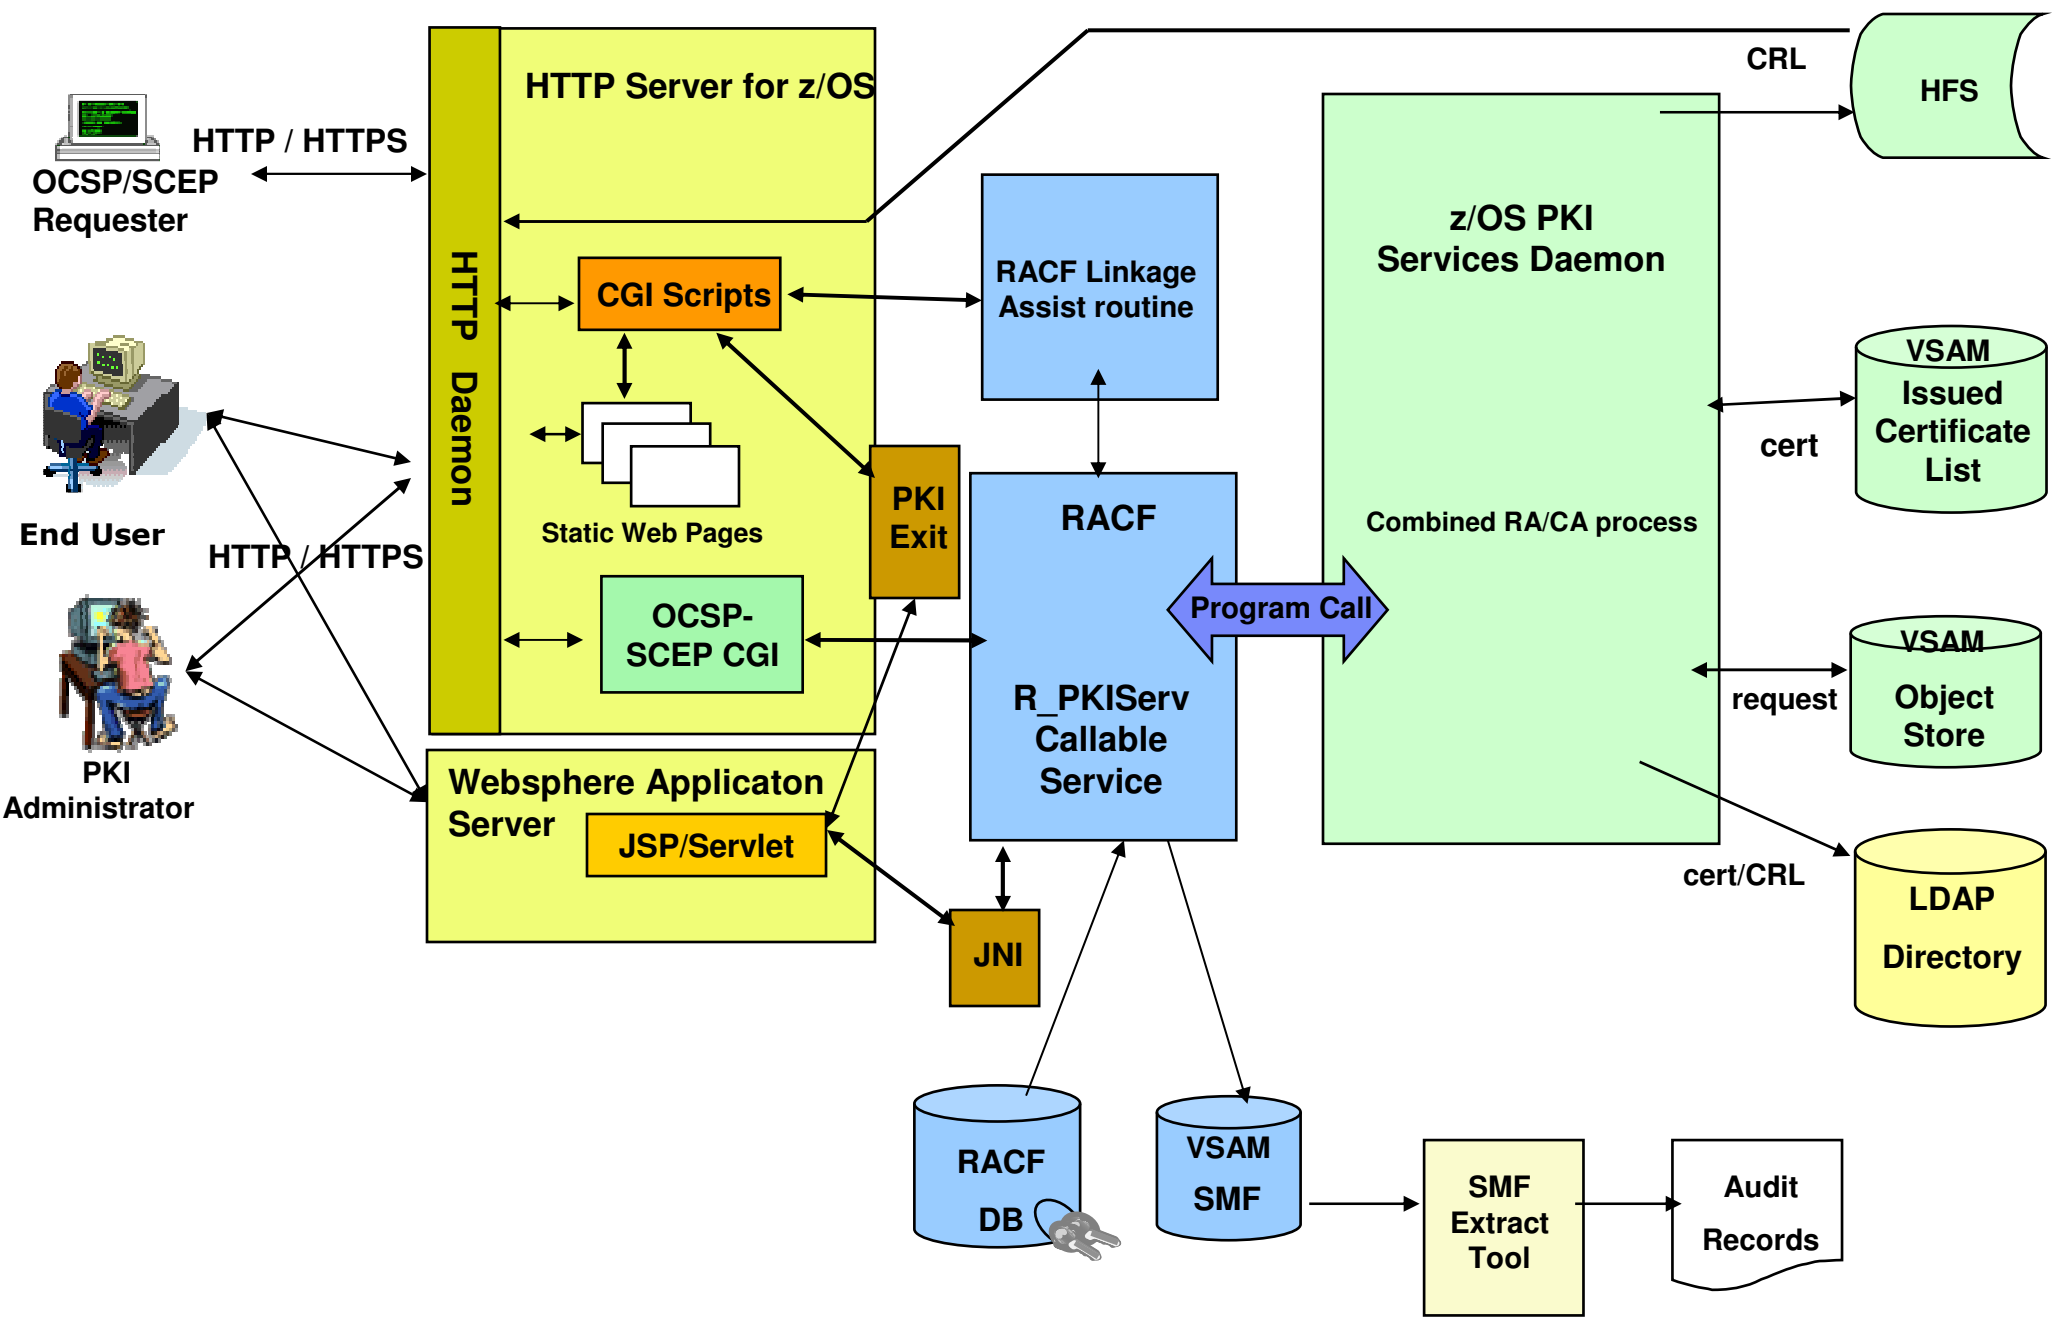 HTTP Server for z/OS
CRL
HFS
HTTP / HTTPS
OCSP/SCEP
Requester
z/OS PKI
Services Daemon
HTTP Daemon
CGI Scripts
RACF Linkage
Assist routine
VSAM
Issued
Certificate
List
cert
End User
Static Web Pages
PKI
Exit
RACF
Combined RA/CA process
HTTP / HTTPS
OCSP-
SCEP CGI
Program Call
VSAM
Object
Store
request
R_PKIServ
Callable
Service
PKI
Administrator
Websphere Applicaton
Server
JSP/Servlet
cert/CRL
LDAP
Directory
JNI
RACF
DB
VSAM
SMF
SMF
Extract
Tool
Audit
Records